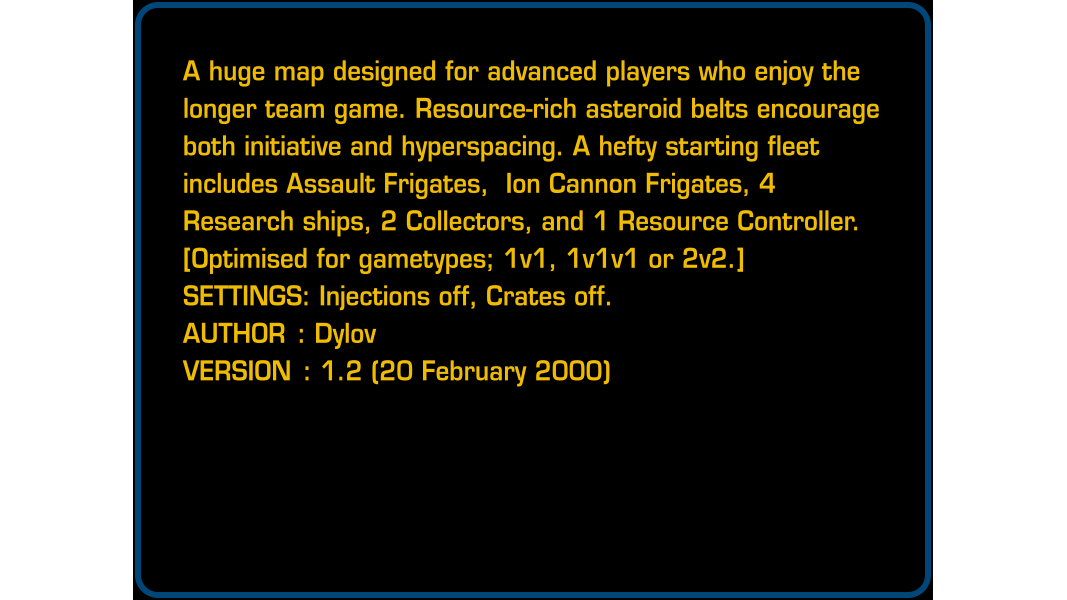 A huge map designed for advanced players who enjoy the
longer team game. Resource-rich asteroid belts encourage
both initiative and hyperspacing. A hefty starting fleet
includes Assault Frigates,  Ion Cannon Frigates, 4
Research ships, 2 Collectors, and 1 Resource Controller.
[Optimised for gametypes; 1v1, 1v1v1 or 2v2.]
SETTINGS: Injections off, Crates off.
AUTHOR : Dylov
VERSION : 1.2 (20 February 2000)